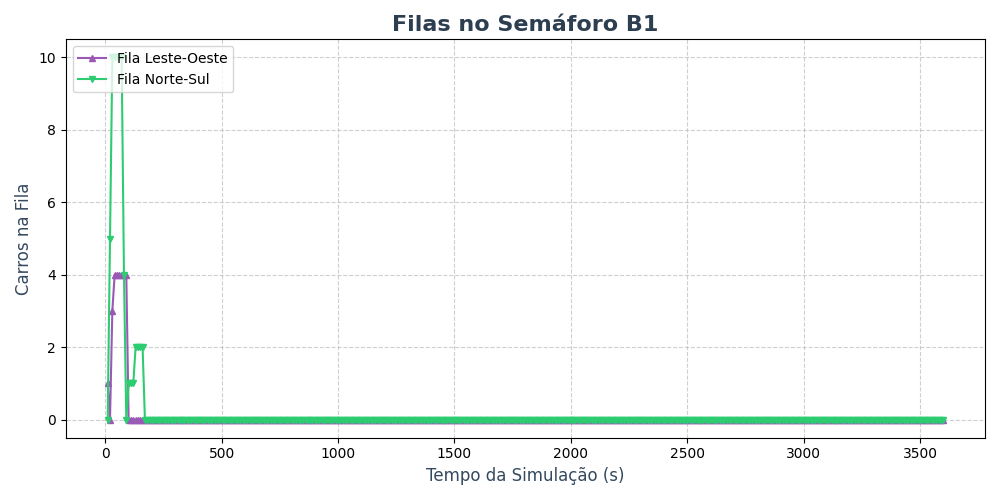 Filas no Semáforo B1
Fila Leste-Oeste
Fila Norte-Sul
Carros na Fila
10
8
6
4
2
0
0 500 1000 1500 2000 2500 3000 3500
Tempo da Simulação (s)